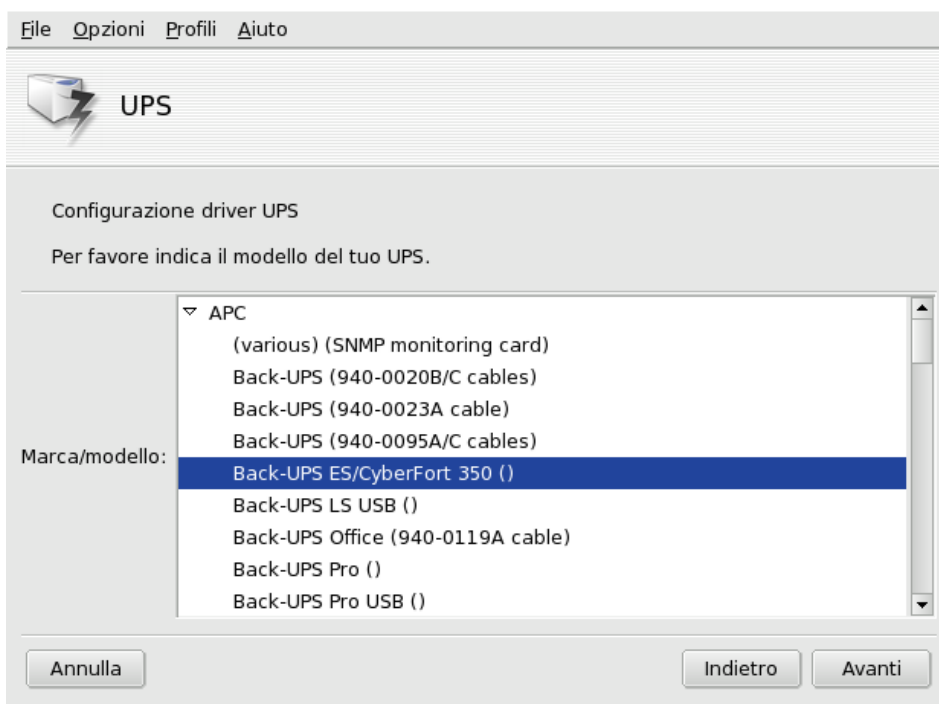 File Opzioni Profili Aiuto
UPS
Configurazione driver UPS
Per favore indica il modello del tuo UPS.
Marca/modello:
APC
(various) (SNMP monitoring card)
Back-UPS (940-0020B/C cables)
Back-UPS (940-0023A cable)
Back-UPS (940-0095A/C cables)
Back-UPS ES/CyberFort 350 ()
Back-UPS LS USB ()
Back-UPS Office (940-0119A cable)
Back-UPS Pro ()
Back-UPS Pro USB ()
Annulla Indietro Avanti